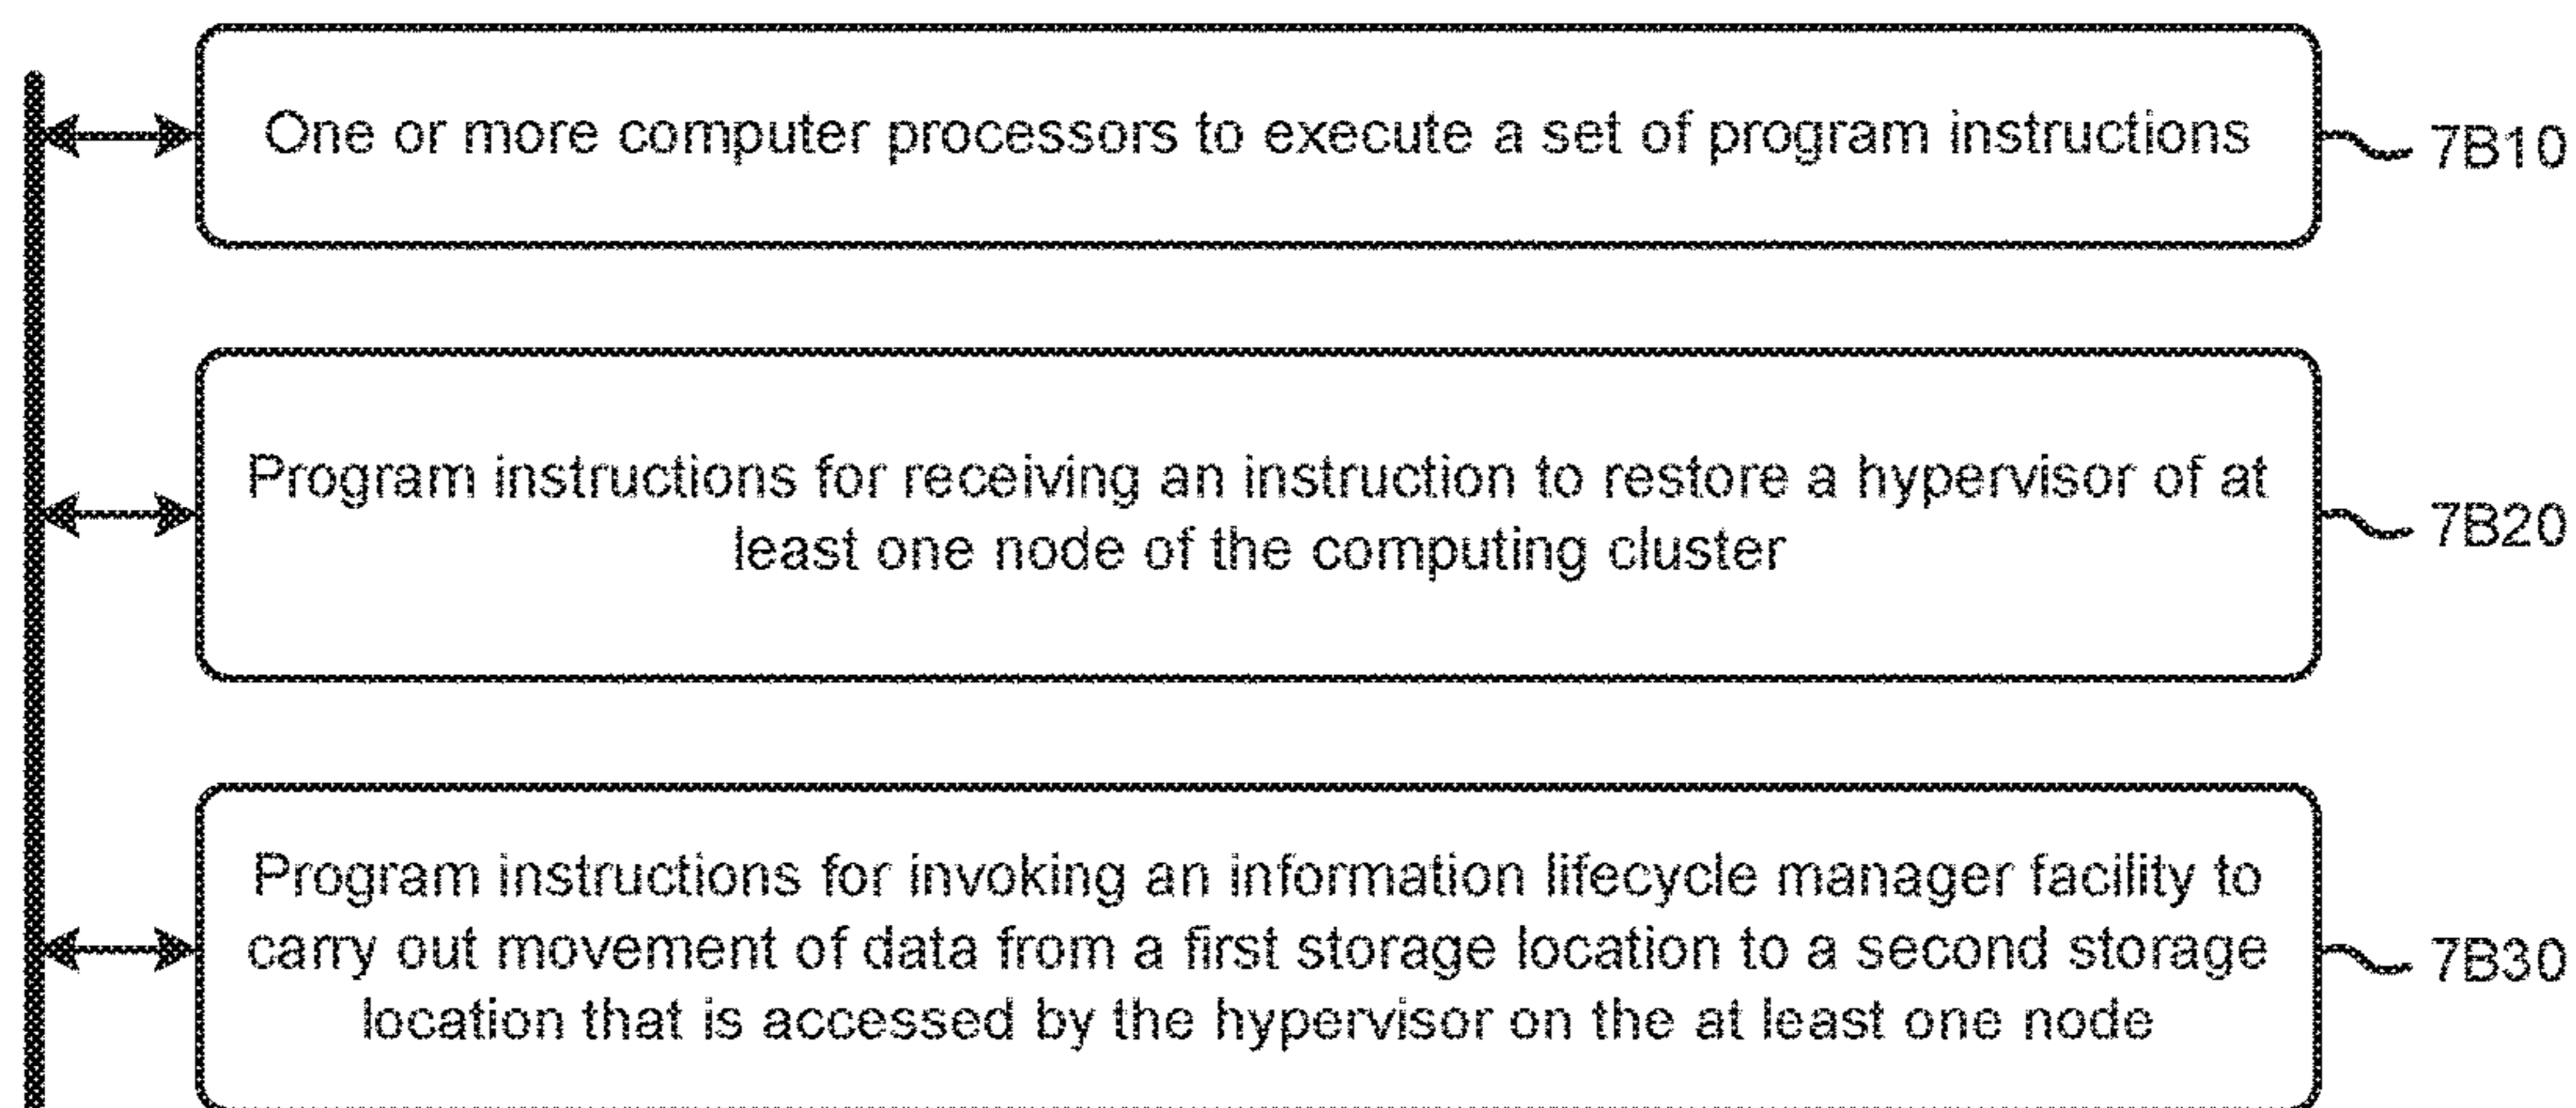 One or more computer processors to execute a set of program instructions
7B10
Program instructions for receiving an instruction to restore a hypervisor of at
least one node of the computing cluster
7B20
Program instructions for invoking an information lifecycle manager facility to
carry out movement of data from a first storage location to a second storage
location that is accessed by the hypervisor on the at least one node
7B30